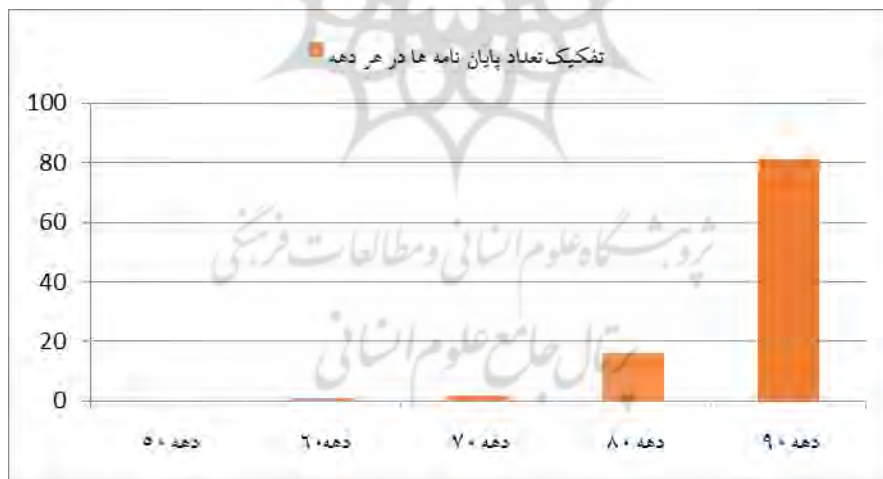 تفکیک تعداد پایان نامه ها در هر دهه
100
80
60
40
20
0
دهه ۵۰
دهه ۶۰
دهه ۷۰
دهه ۸۰
دهه ۹۰
پژوهشگاه علوم انسانی و مطالعات فرهنگی
پرتال جامع علوم انسانی